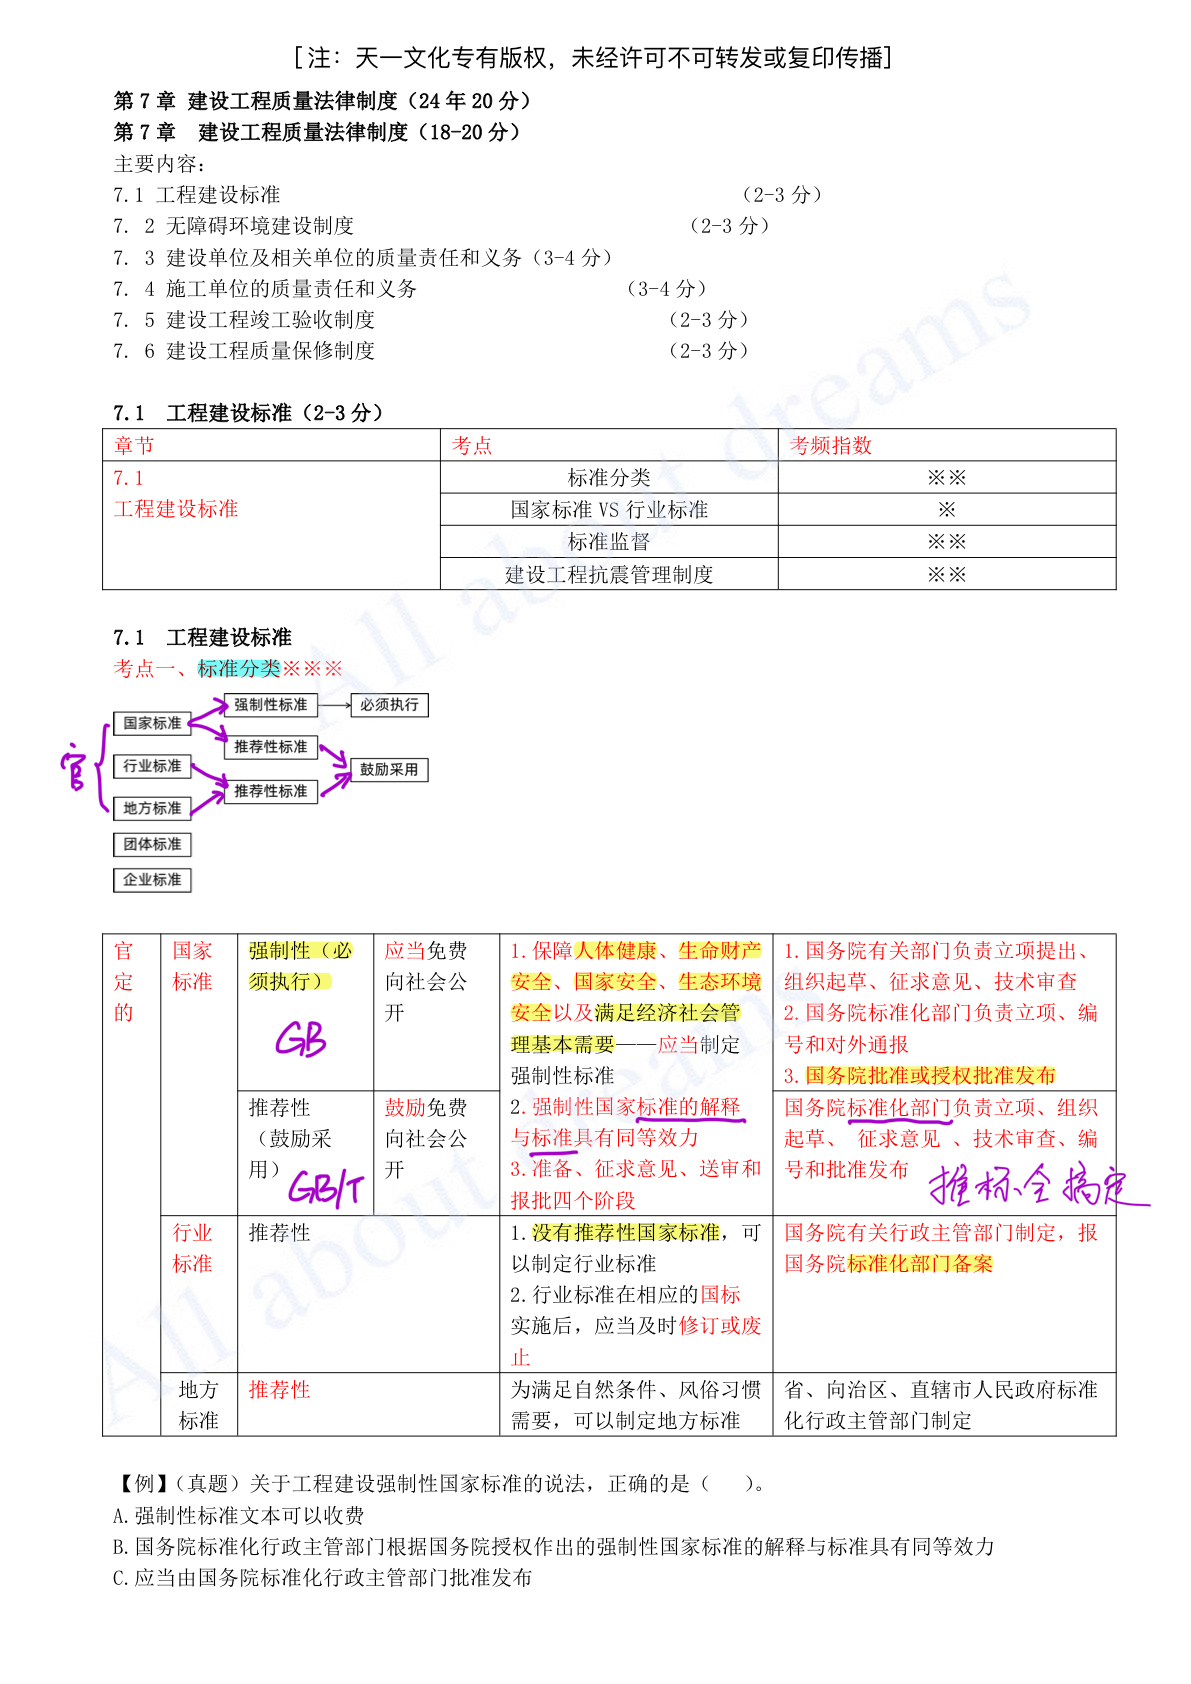 [注：天一文化专有版权，未经许可不可转发或复印传播]
第 7 章 建设工程质量法律制度（24 年 20 分）
第 7 章 建设工程质量法律制度（18-20 分）
主要内容：
7.1 工程建设标准 （2-3 分）
7. 2 无障碍环境建设制度 （2-3 分）
7. 3 建设单位及相关单位的质量责任和义务（3-4 分）
7. 4 施工单位的质量责任和义务 （3-4 分）
7. 5 建设工程竣工验收制度 （2-3 分）
7. 6 建设工程质量保修制度 （2-3 分）
7.1 工程建设标准（2-3 分）
章节 考点 考频指数
7.1
工程建设标准
标准分类 ※※
国家标准 VS 行业标准 ※
标准监督 ※※
建设工程抗震管理制度 ※※
7.1 工程建设标准
考点一、标准分类※※※
官
国家标准
行业标准
地方标准
团体标准
企业标准
强制性标准
推荐性标准
推荐性标准
必须执行
鼓励采用
官
定
的
国家
标准
强制性（必
须执行）
GB
应当免费
向社会公
开
1.保障人体健康、生命财产
安全、国家安全、生态环境
安全以及满足经济社会管
理基本需要——应当制定
强制性标准
2.强制性国家标准的解释
与标准具有同等效力
3.准备、征求意见、送审和
报批四个阶段
1.国务院有关部门负责立项提出、
组织起草、征求意见、技术审查
2.国务院标准化部门负责立项、编
号和对外通报
3.国务院批准或授权批准发布
推荐性
（鼓励采
用）
GB/T
鼓励免费
向社会公
开
国务院标准化部门负责立项、组织
起草、 征求意见 、技术审查、编
号和批准发布
推标全搞定
行业
标准
推荐性
1.没有推荐性国家标准，可
以制定行业标准
2.行业标准在相应的国标
实施后，应当及时修订或废
止
国务院有关行政主管部门制定，报
国务院标准化部门备案
地方
标准
推荐性
为满足自然条件、风俗习惯
需要，可以制定地方标准
省、向治区、直辖市人民政府标准
化行政主管部门制定
【例】（真题）关于工程建设强制性国家标准的说法，正确的是（ ）。
A.强制性标准文本可以收费
B.国务院标准化行政主管部门根据国务院授权作出的强制性国家标准的解释与标准具有同等效力
C.应当由国务院标准化行政主管部门批准发布
All about dreams
All about dreams